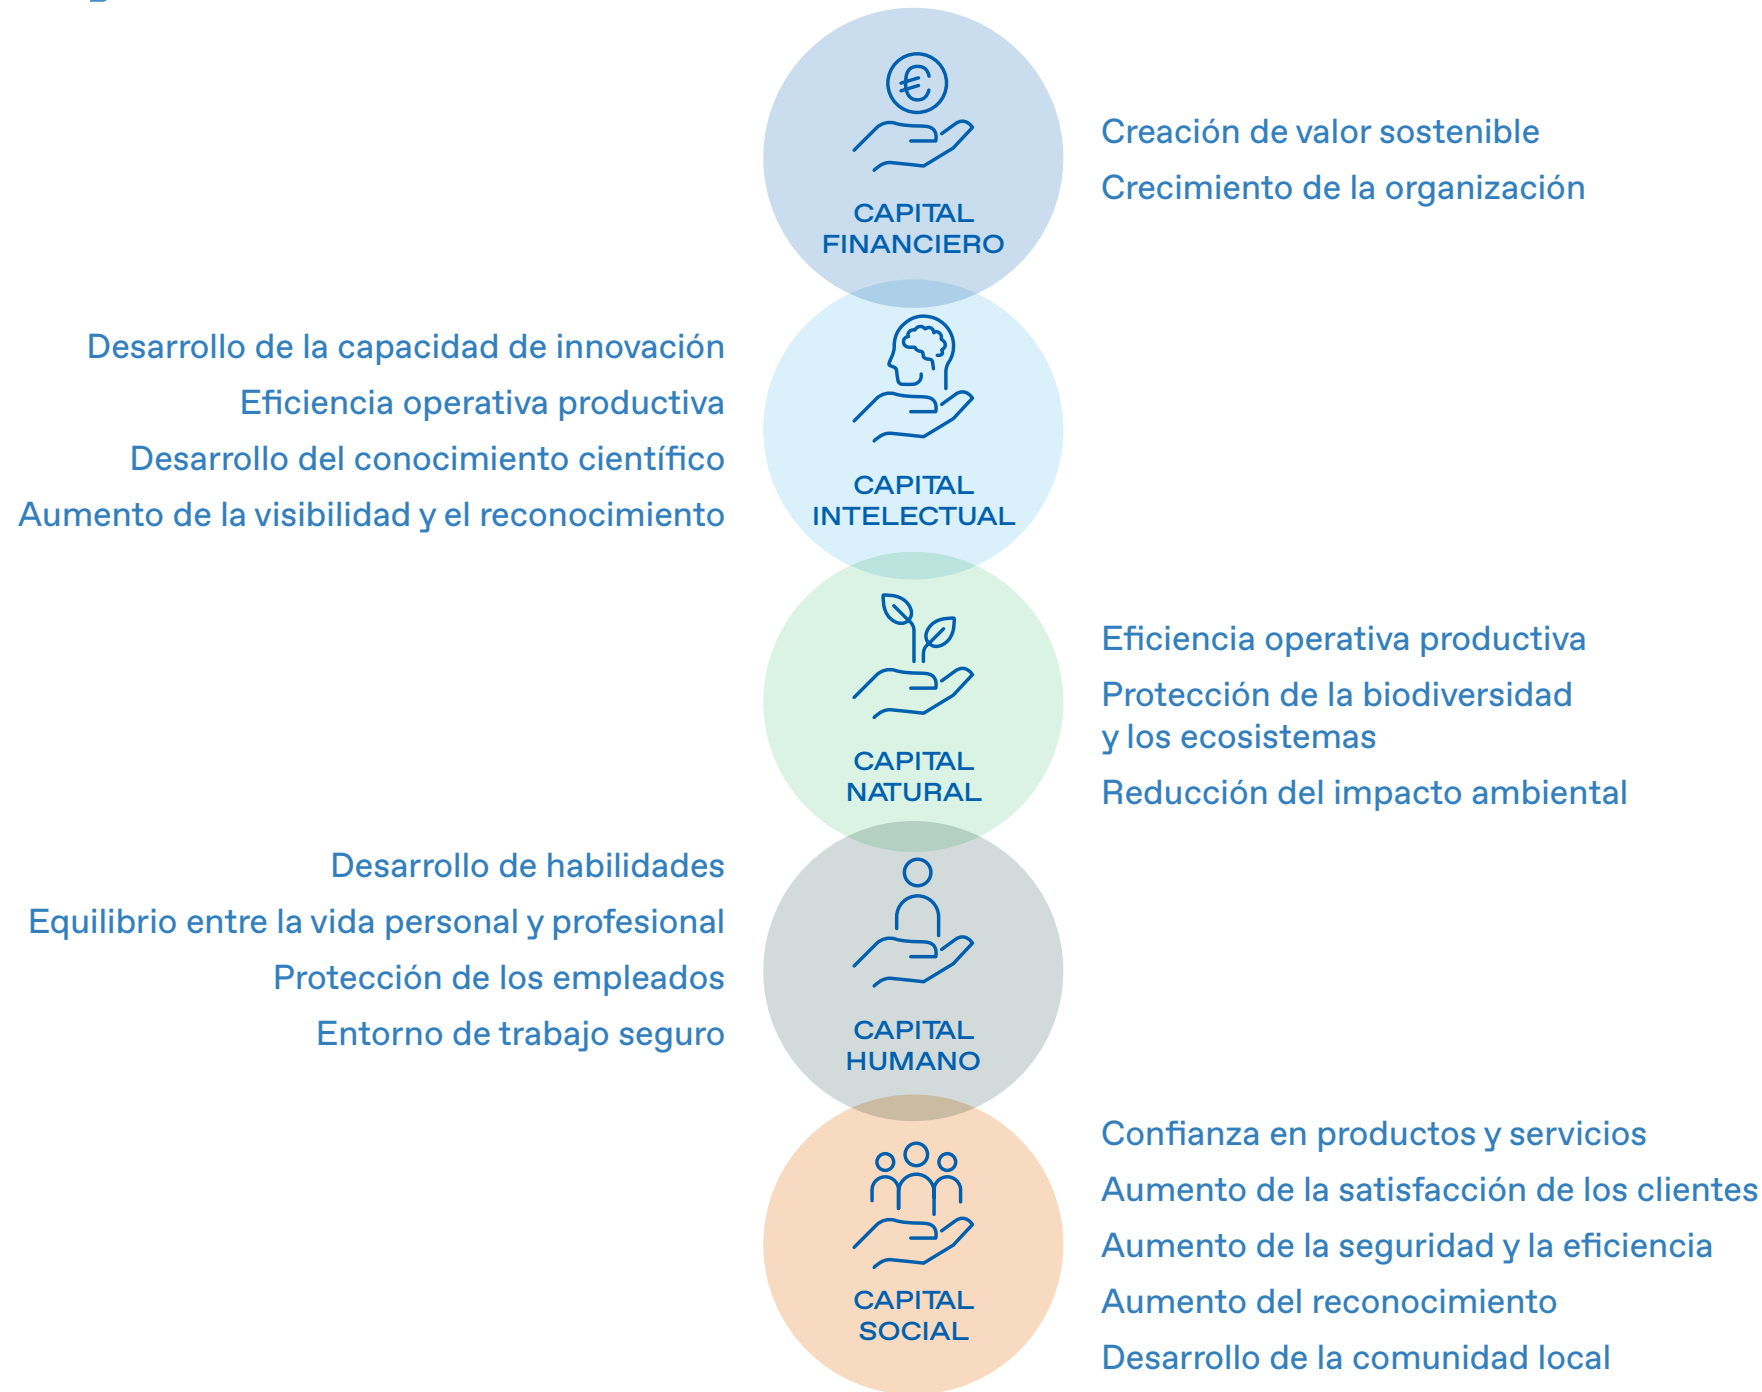 CAPITAL
FINANCIERO
Creación de valor sostenible
Crecimiento de la organización
Desarrollo de la capacidad de innovación
Eficiencia operativa productiva
Desarrollo del conocimiento científico
Aumento de la visibilidad y el reconocimiento
CAPITAL
INTELECTUAL
CAPITAL
NATURAL
Eficiencia operativa productiva
Protección de la biodiversidad
y los ecosistemas
Reducción del impacto ambiental
Desarrollo de habilidades
Equilibrio entre la vida personal y profesional
Protección de los empleados
Entorno de trabajo seguro
CAPITAL
HUMANO
CAPITAL
SOCIAL
Confianza en productos y servicios
Aumento de la satisfacción de los clientes
Aumento de la seguridad y la eficiencia
Aumento del reconocimiento
Desarrollo de la comunidad local